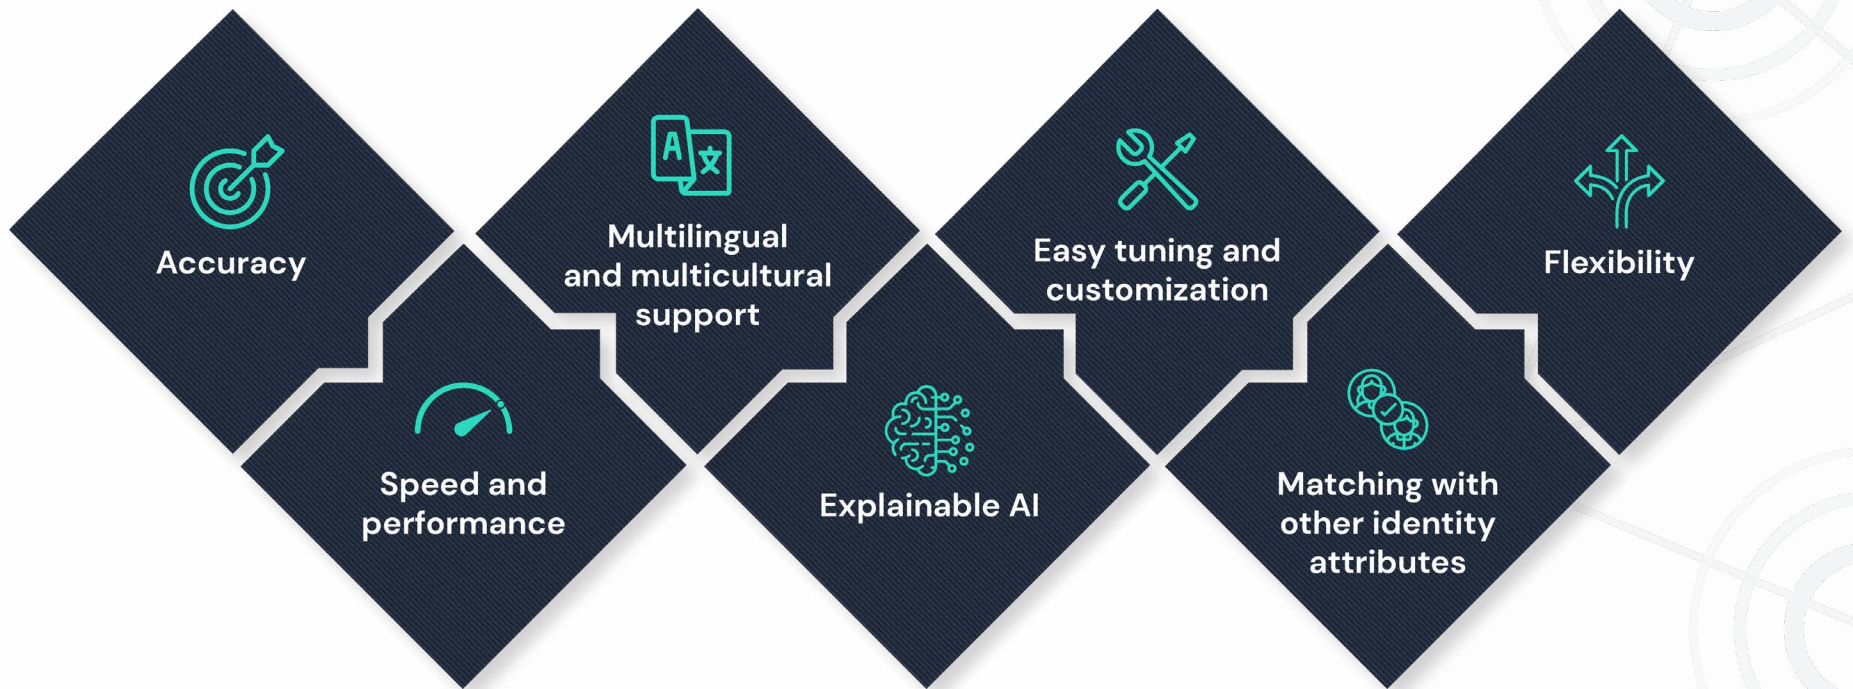 Accuracy
Speed and
performance
Multilingual
and multicultural
support
Explainable AI
Easy tuning and
customization
Matching with
other identity
attributes
Flexibility
A
文